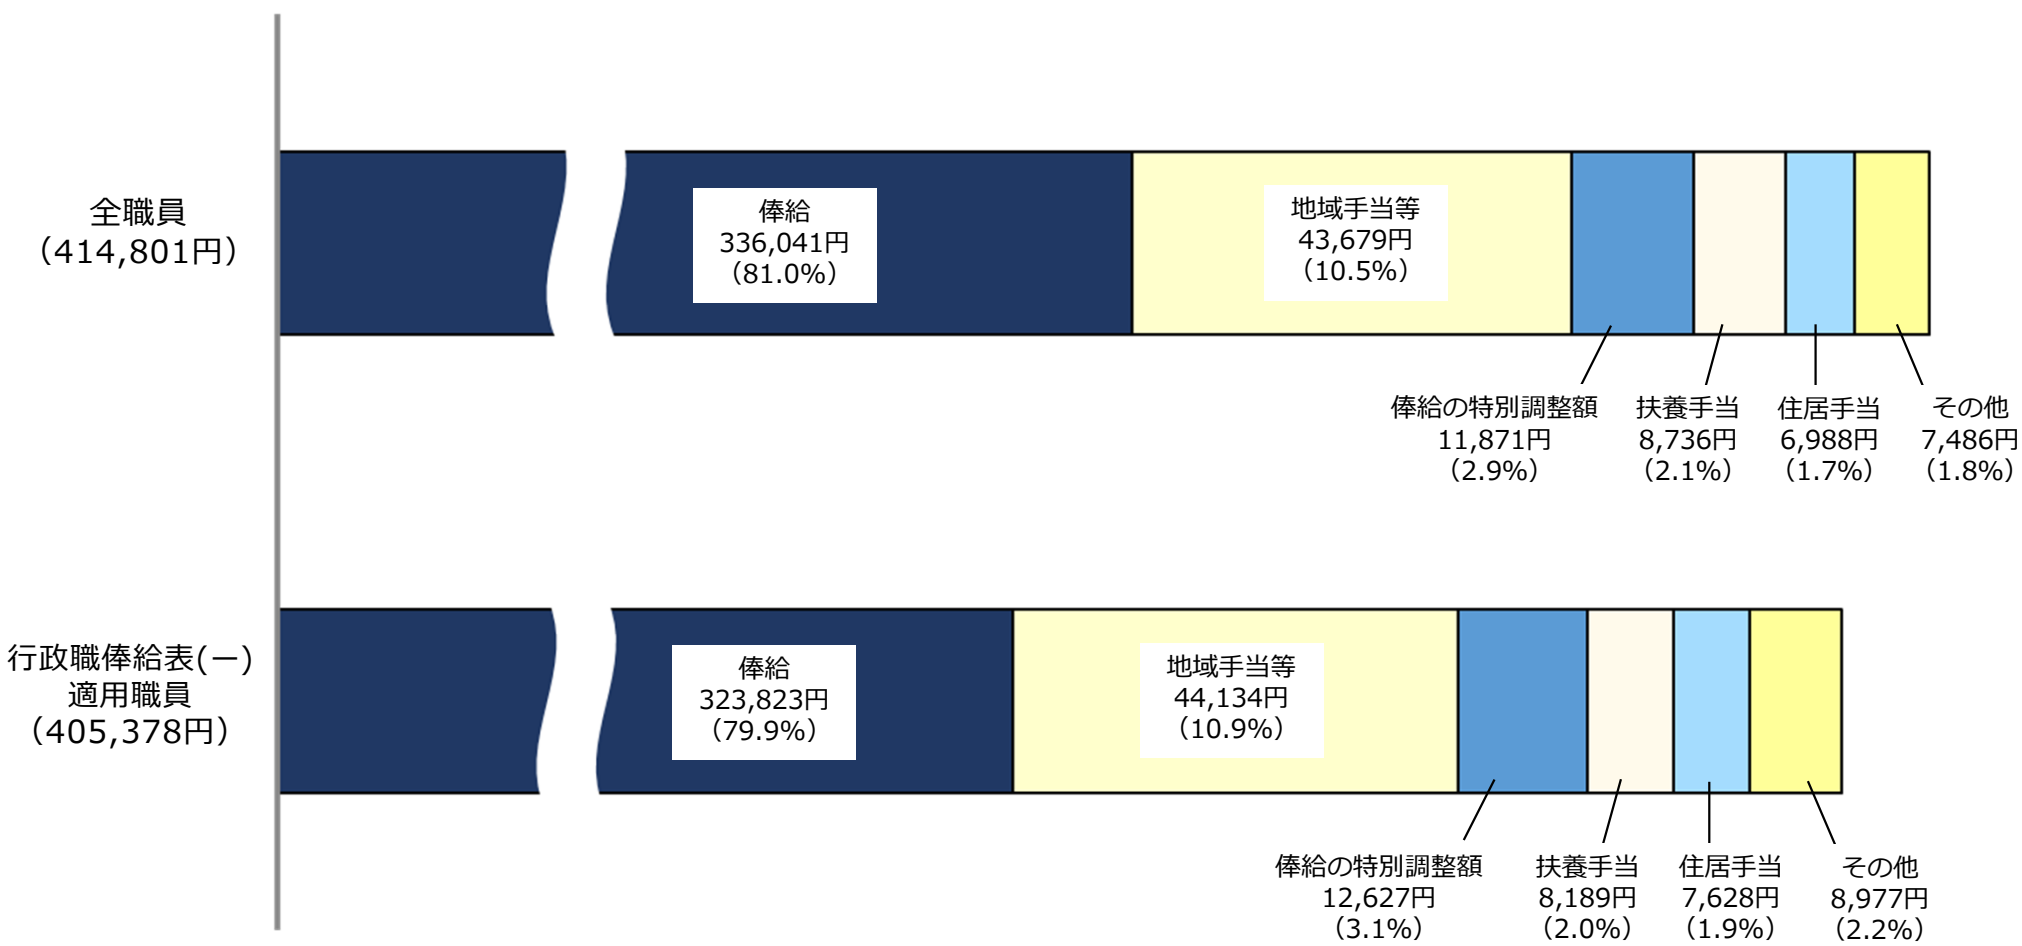 全職員
（414,801円）
俸給
336,041円
（81.0%）
地域手当等
43,679円
（10.5%）
俸給の特別調整額
11,871円
（2.9%）
扶養手当
8,736円
（2.1%）
住居手当
6,988円
（1.7%）
その他
7,486円
（1.8%）
行政職俸給表(一)
適用職員
（405,378円）
俸給
323,823円
（79.9%）
地域手当等
44,134円
（10.9%）
俸給の特別調整額
12,627円
（3.1%）
扶養手当
8,189円
（2.0%）
住居手当
7,628円
（1.9%）
その他
8,977円
（2.2%）